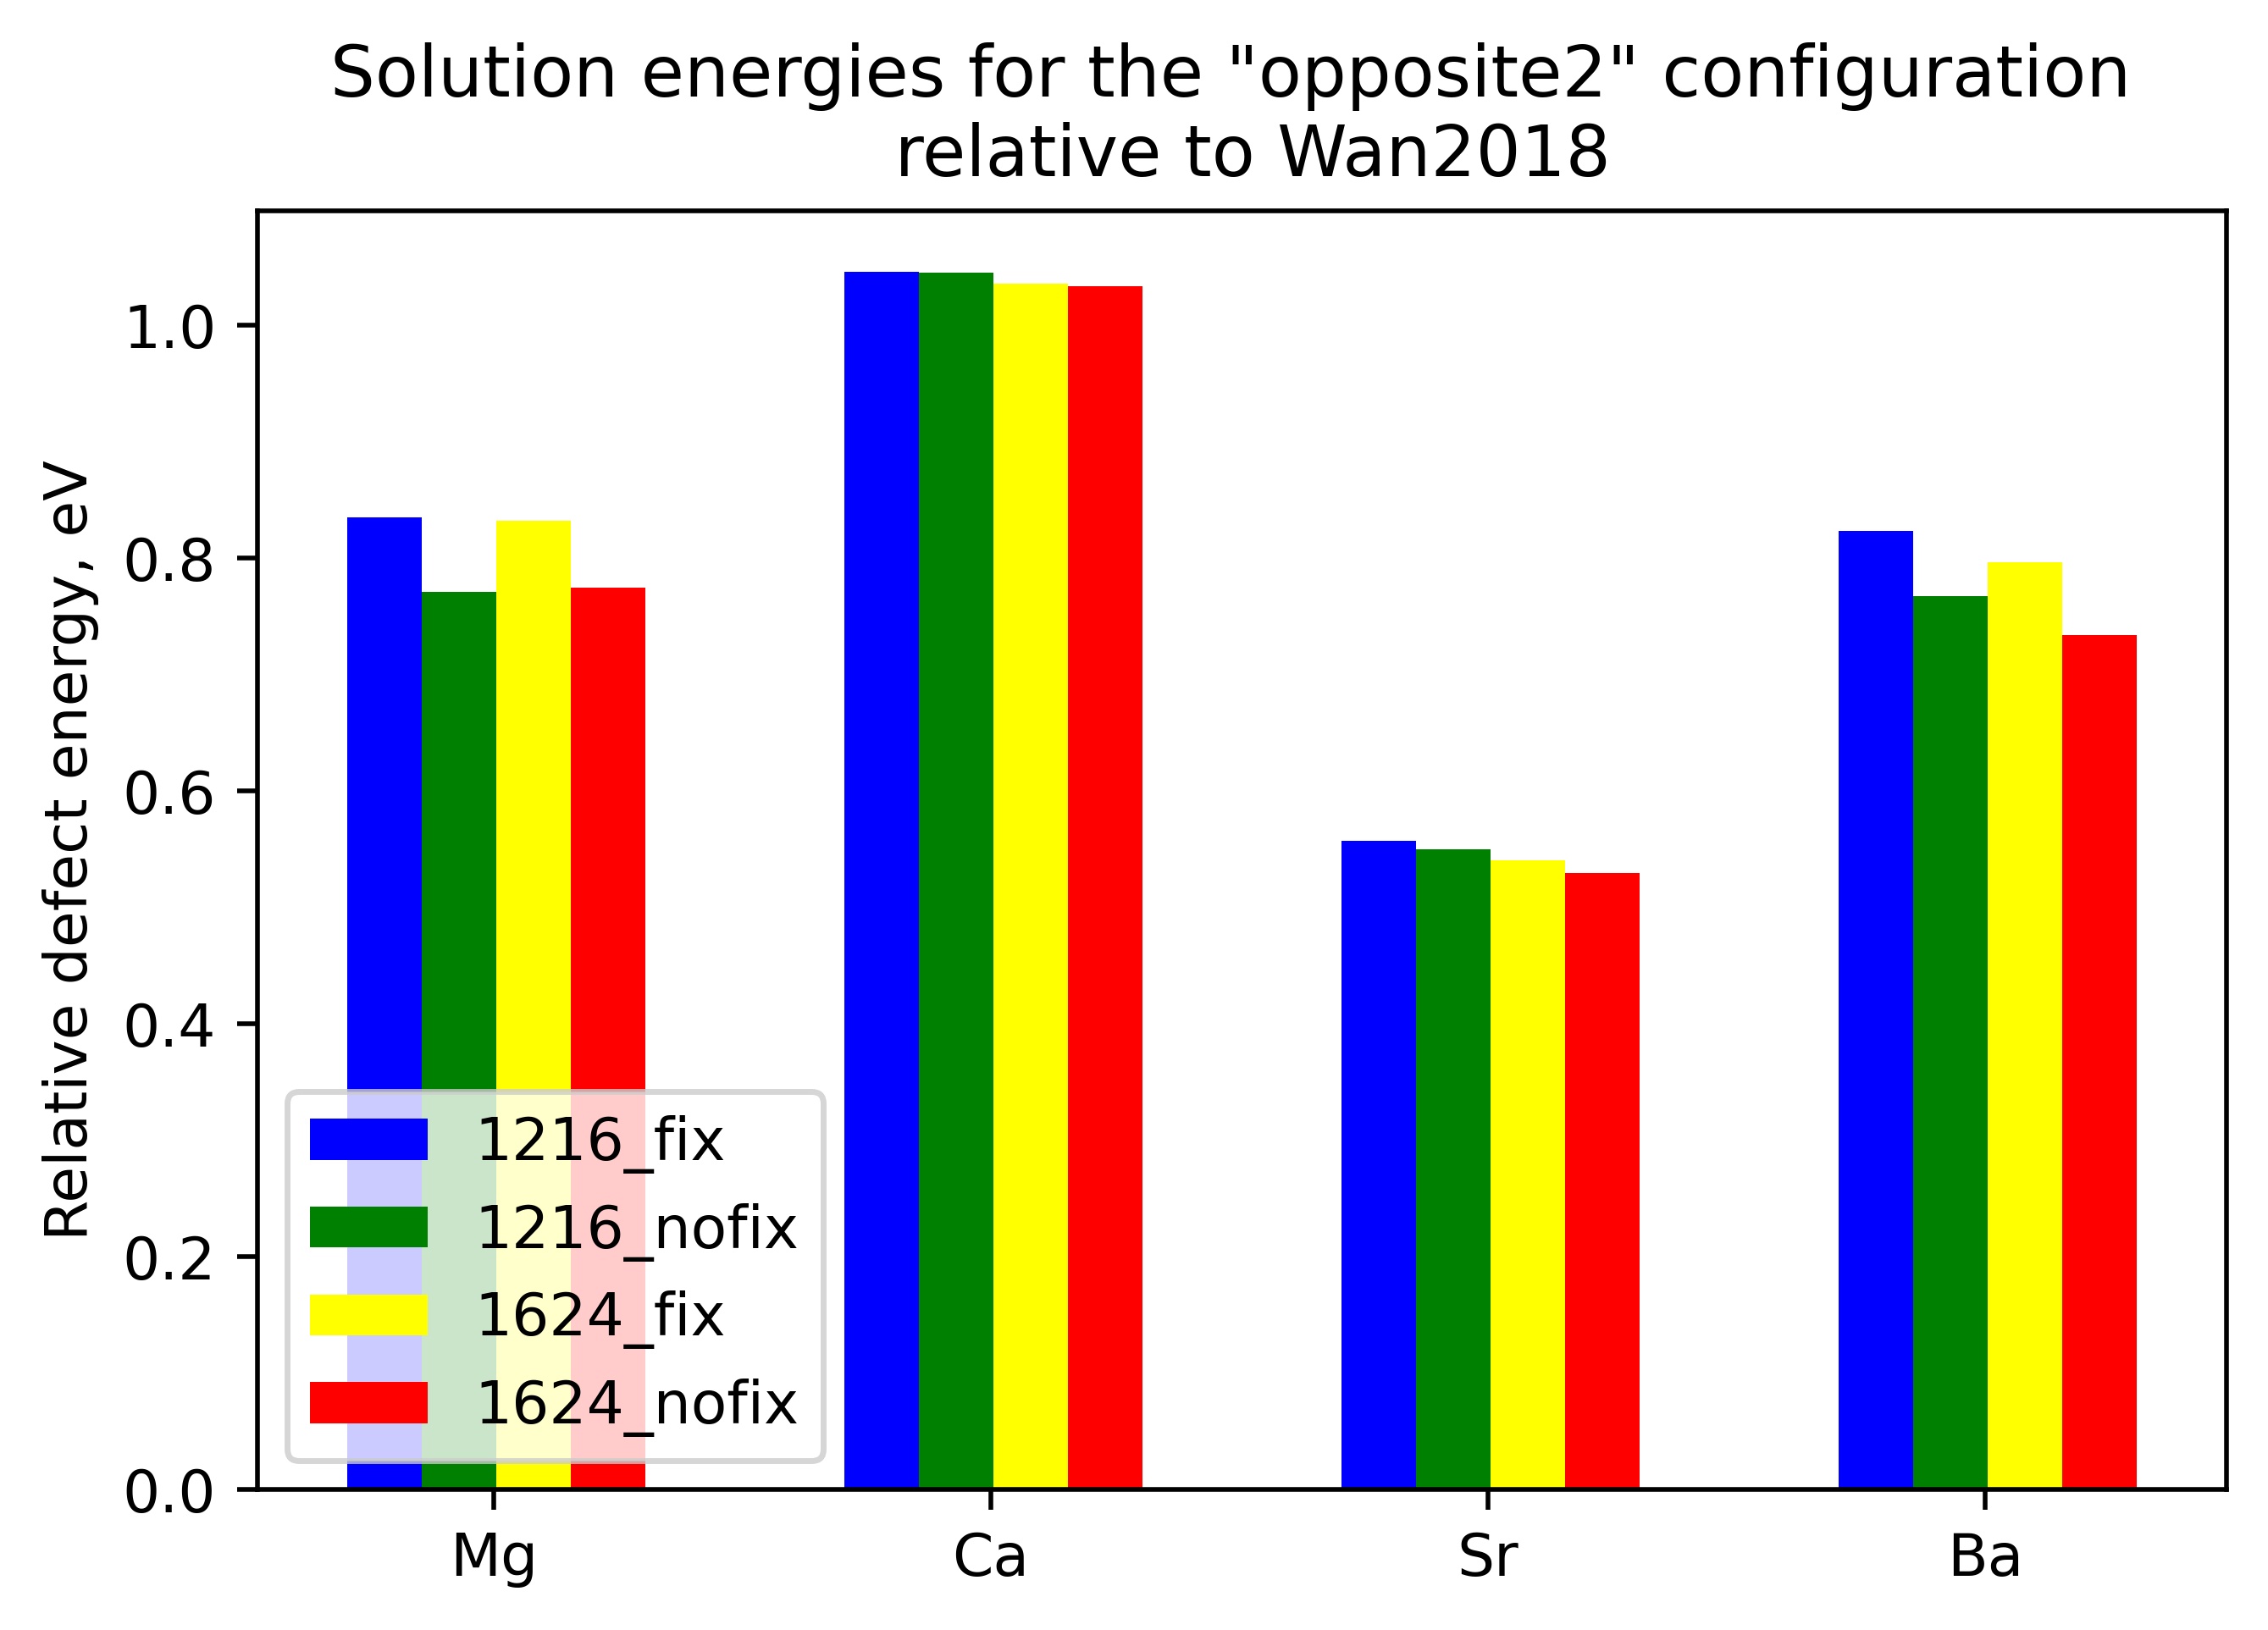 Solution energies for the "opposite2" configuration
relative to Wan2018
Relative defect energy, eV
1.0
0.8
0.6
0.4
0.2
0.0
1216_fix
1216_nofix
1624_fix
1624_nofix
Mg
Ca
Sr
Ba